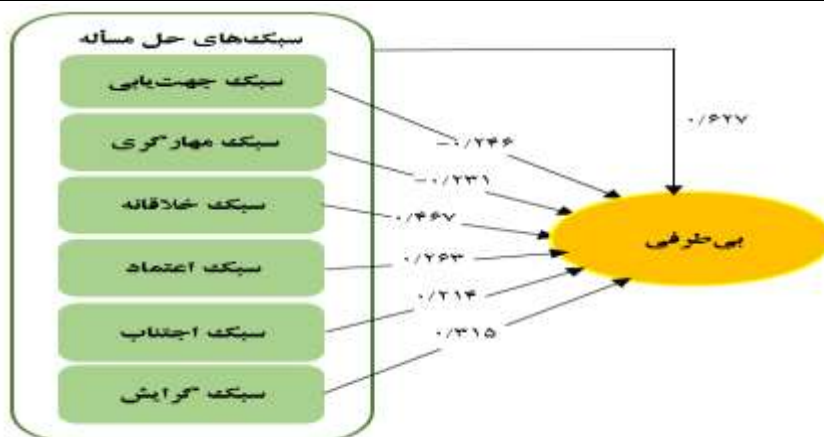 سبک‌های حل مسأله
سبک جهت‌یابی
سبک مهارگری
سبک خلاقانه
سبک اعتماد
سبک اجتناب
سبک گرایش
-۰/۲۴۶
-۰/۲۳۱
۰/۴۶۷
۰/۲۶۳
۰/۲۱۴
۰/۳۱۵
۰/۶۲۷
بی‌طرفی